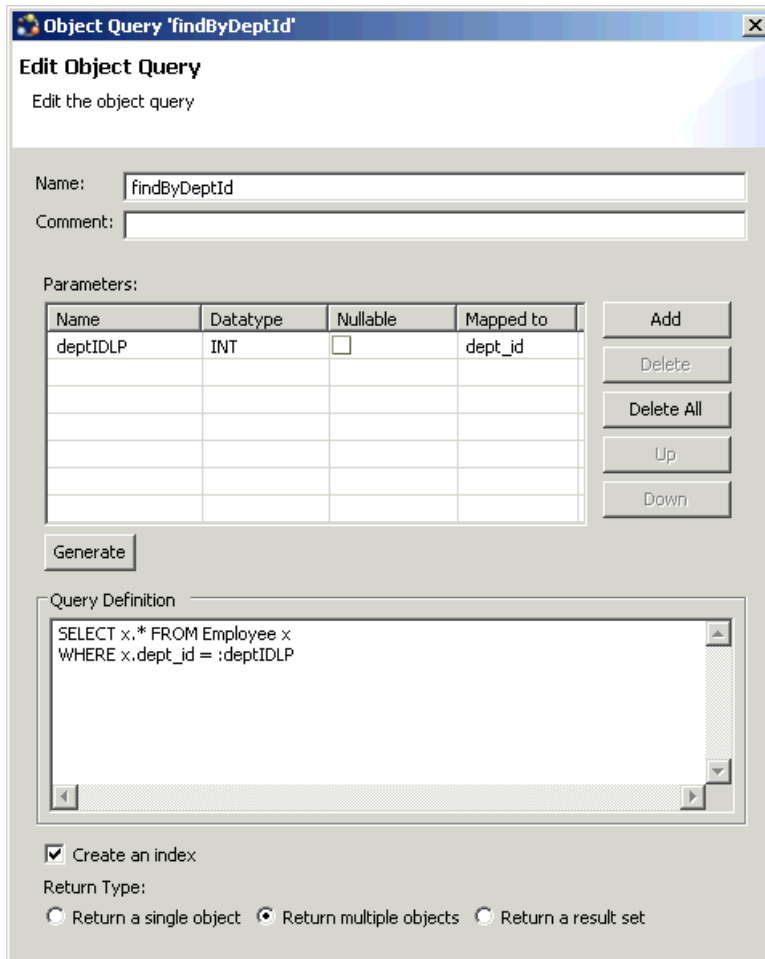 Object Query 'findByDeptId'
Edit Object Query
Edit the object query
Name: findByDeptId
Comment:
Parameters:
Name Datatype Nullable Mapped to Add
deptIDLP INT dept_id
Delete
Delete All
Up
Down
Generate
Query Definition
SELECT x.* FROM Employee x
WHERE x.dept_id = :deptIDLP
Create an index
Return Type:
Return a single object Return multiple objects Return a result set